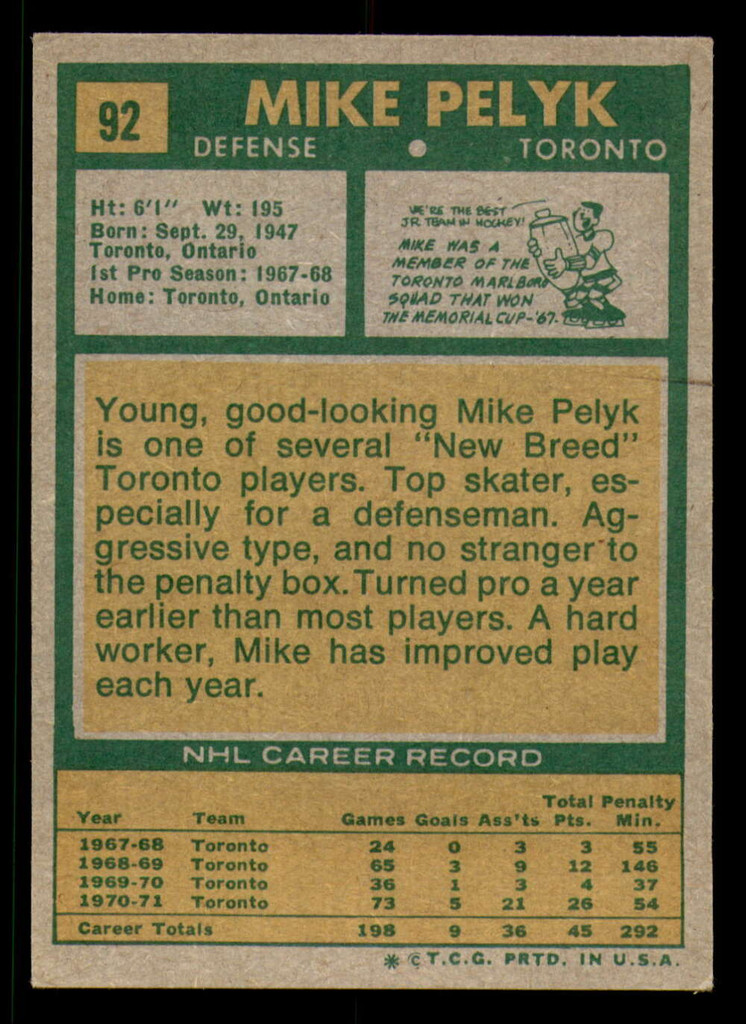 92
MIKE PELYK
DEFENSE • TORONTO
Ht: 6'1" Wt: 195
Born: Sept. 29, 1947
Toronto, Ontario
1st Pro Season: 1967-68
Home: Toronto, Ontario
WE'RE THE BEST
JR TEAM IN HOCKEY!
MIKE WAS A
MEMBER OF THE
TORONTO MARLBORO
SQUAD THAT WON
THE MEMORIAL CUP-'67.
Young, good-looking Mike Pelyk
is one of several "New Breed"
Toronto players. Top skater, es-
pecially for a defenseman. Ag-
gressive type, and no stranger to
the penalty box. Turned pro a year
earlier than most players. A hard
worker, Mike has improved play
each year.
NHL CAREER RECORD
Total Penalty
Year Team Games Goals Ass'ts Pts. Min.
1967-68 Toronto 24 0 3 3 55
1968-69 Toronto 65 3 9 12 146
1969-70 Toronto 36 1 3 4 37
1970-71 Toronto 73 5 21 26 54
Career Totals 198 9 36 45 292
* © T.C.G. PRTD. IN U.S.A.